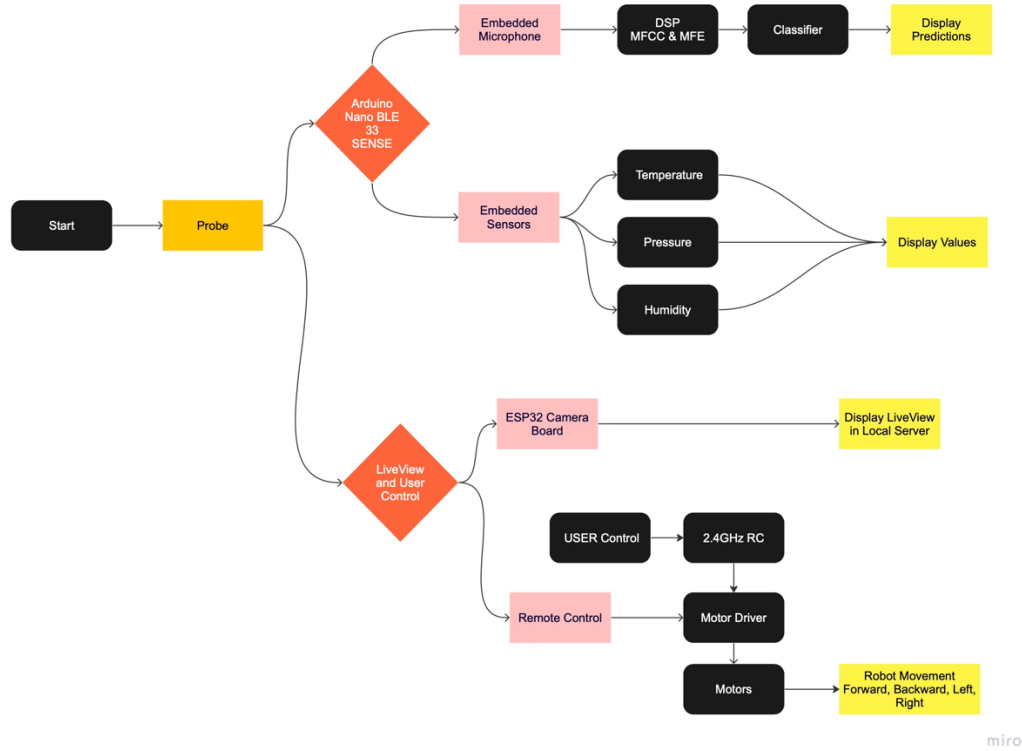 Embedded
Microphone
DSP
MFCC & MFE
Classifier
Display
Predictions
Arduino
Nano BLE
33
SENSE
Temperature
Start
Probe
Embedded
Sensors
Pressure
Display Values
Humidity
ESP32 Camera
Board
Display LiveView
in Local Server
LiveView
and User
Control
USER Control
2.4GHz RC
Remote Control
Motor Driver
Motors
Robot Movement
Forward, Backward, Left,
Right
miro